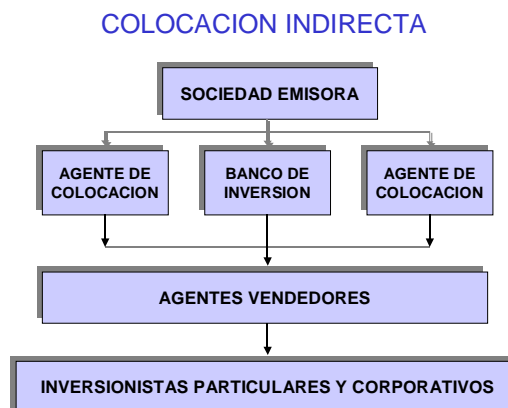 COLOCACION INDIRECTA
SOCIEDAD EMISORA
AGENTE DE
COLOCACION
BANCO DE
INVERSION
AGENTE DE
COLOCACION
AGENTES VENDEDORES
INVERSIONISTAS PARTICULARES Y CORPORATIVOS